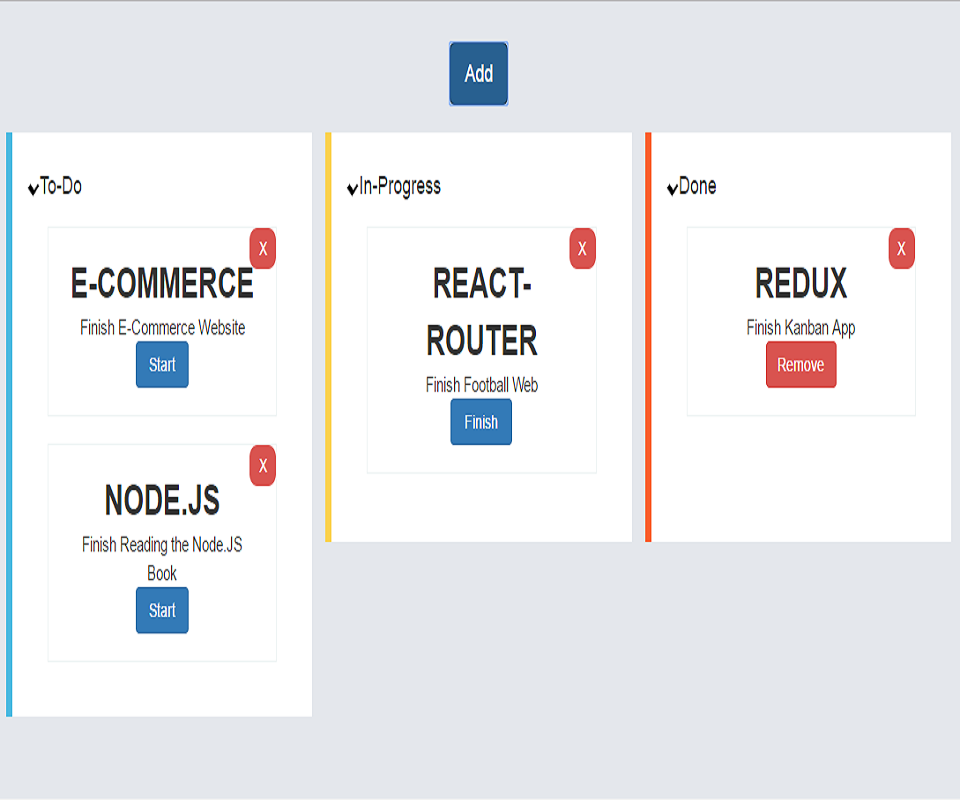 Add
To-Do
X
E-COMMERCE
Finish E-Commerce Website
Start
X
NODE.JS
Finish Reading the Node.JS
Book
Start
In-Progress
X
REACT-
ROUTER
Finish Football Web
Finish
Done
X
REDUX
Finish Kanban App
Remove